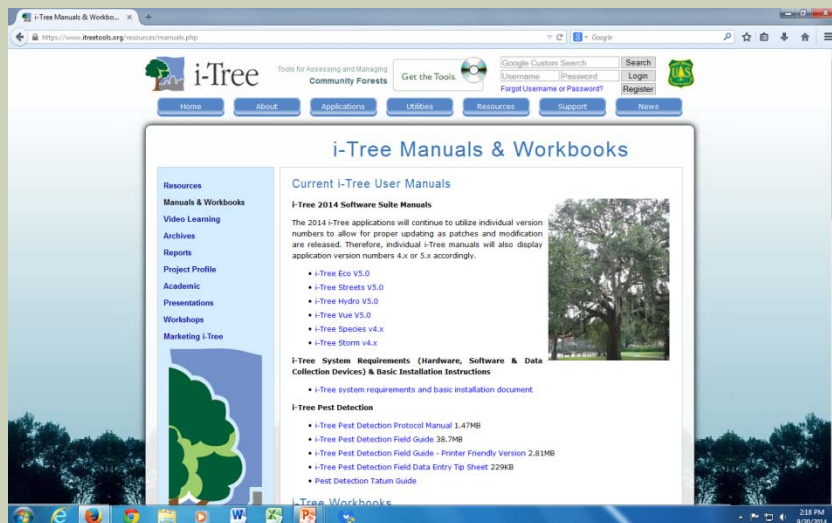 i-Tree Manuals & Workbo...
https://www.itreetools.org/resources/manuals.php
Google
i-Tree
Tools for Assessing and Managing
Community Forests
Get the Tools.
Google Custom Search
Search
Username
Password
Login
Forgot Username or Password?
Register
UAS
Home
About
Applications
Utilities
Resources
Support
News
i-Tree Manuals & Workbooks
Resources
Manuals & Workbooks
Video Learning
Archives
Reports
Project Profile
Academic
Presentations
Workshops
Marketing i-Tree
Current i-Tree User Manuals
i-Tree 2014 Software Suite Manuals
The 2014 i-Tree applications will continue to utilize individual version
numbers to allow for proper updating as patches and modification
are released. Therefore, individual i-Tree manuals will also display
application version numbers 4.x or 5.x accordingly.
• i-Tree Eco V5.0
• i-Tree Streets V5.0
• i-Tree Hydro V5.0
• i-Tree Vue V5.0
• i-Tree Species v4.x
• i-Tree Storm v4.x
i-Tree System Requirements (Hardware, Software & Data
Collection Devices) & Basic Installation Instructions
• i-Tree system requirements and basic installation document
i-Tree Pest Detection
• i-Tree Pest Detection Protocol Manual 1.47MB
• i-Tree Pest Detection Field Guide 38.7MB
• i-Tree Pest Detection Field Guide - Printer Friendly Version 2.81MB
• i-Tree Pest Detection Field Data Entry Tip Sheet 229KB
• Pest Detection Tatum Guide
i-Tree Workbooks
2:18 PM
9/20/2014